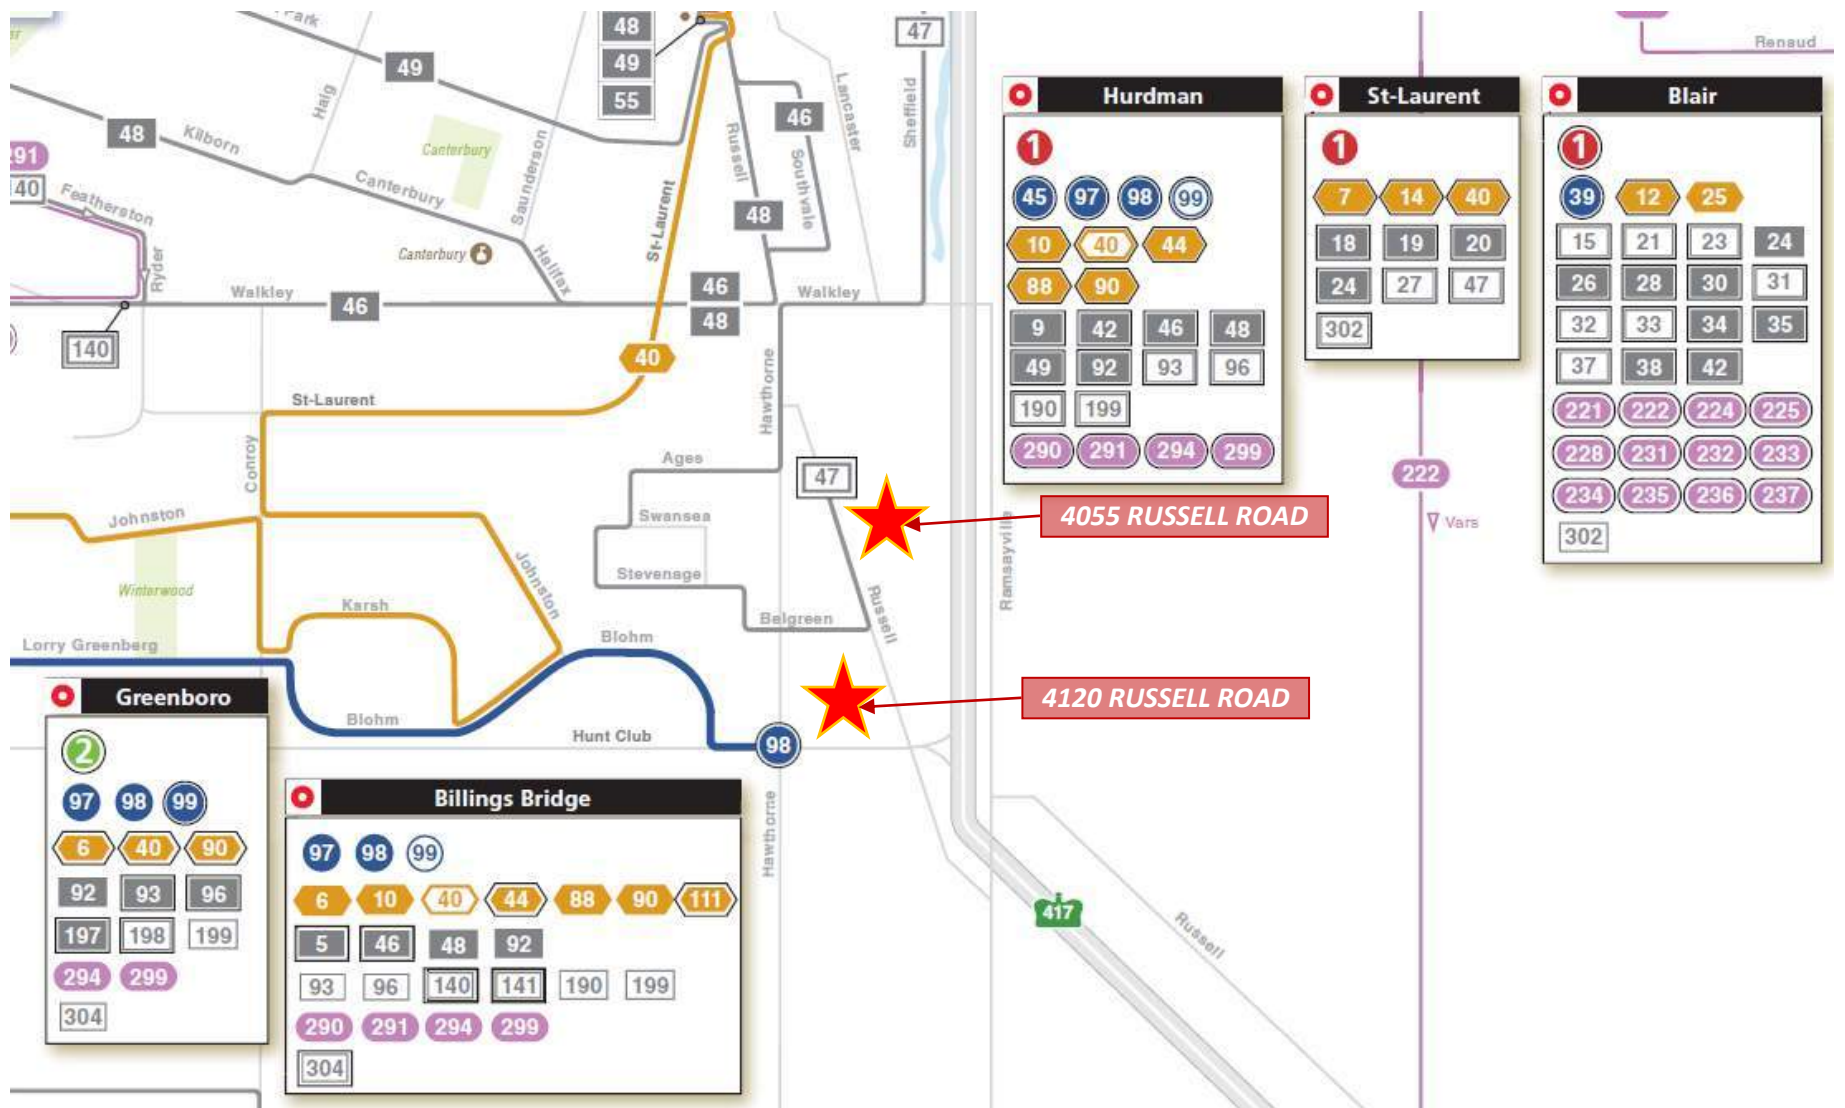 Park
48
49
55
47
Renaud
49
Haig
48
Kilborn
Canterbury
Saunderson
Russell
46
Southvale
Lancaster
Sheffield
291
140
Featherston
Ryder
Canterbury
Canterbury
Halifax
St-Laurent
48
Walkley
46
46
48
Walkley
140
40
St-Laurent
Hawthorne
Conroy
Ages
47
Johnston
Swansea
Stevenage
Johnston
Winterwood
Karsh
Belgreen
Russell
Ramsayville
Lorry Greenberg
Blohm
Blohm
Hunt Club
98
Hawthorne
417
Russell
222
Vars
4055 RUSSELL ROAD
4120 RUSSELL ROAD
Hurdman
1
45 97 98 99
10 40 44
88 90
9 42 46 48
49 92 93 96
190 199
290 291 294 299
St-Laurent
1
7 14 40
18 19 20
24 27 47
302
Blair
1
39 12 25
15 21 23 24
26 28 30 31
32 33 34 35
37 38 42
221 222 224 225
228 231 232 233
234 235 236 237
302
Greenboro
2
97 98 99
6 40 90
92 93 96
197 198 199
294 299
304
Billings Bridge
97 98 99
6 10 40 44 88 90 111
5 46 48 92
93 96 140 141 190 199
290 291 294 299
304